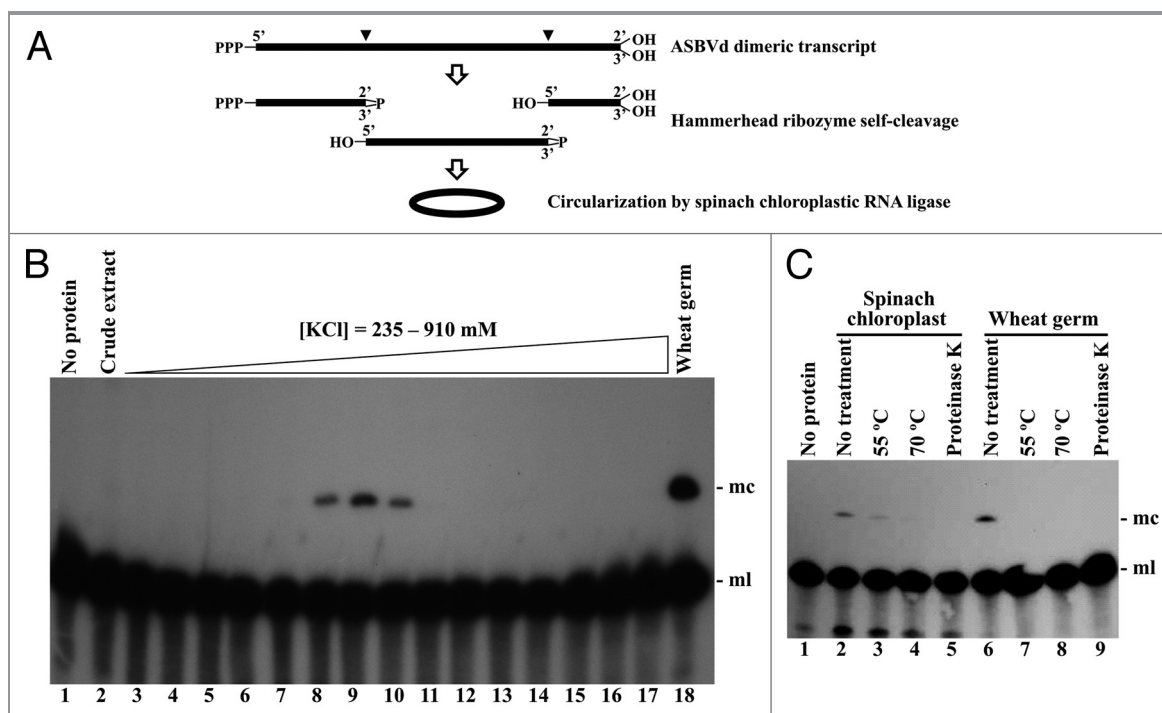 A
5' 2' OH
PPP 3' OH ASBVd dimeric transcript
2' 5' 2' OH
PPP 3' P HO 3' OH
Hammerhead ribozyme self-cleavage
5' 2'
HO 3' P
Circularization by spinach chloroplastic RNA ligase
B
No protein
Crude extract
[KCl] = 235 – 910 mM
Wheat germ
- mc
- ml
1 2 3 4 5 6 7 8 9 10 11 12 13 14 15 16 17 18
C
Spinach
chloroplast
Wheat germ
No protein
No treatment
55 ºC
70 ºC
Proteinase K
No treatment
55 ºC
70 ºC
Proteinase K
- mc
- ml
1 2 3 4 5 6 7 8 9